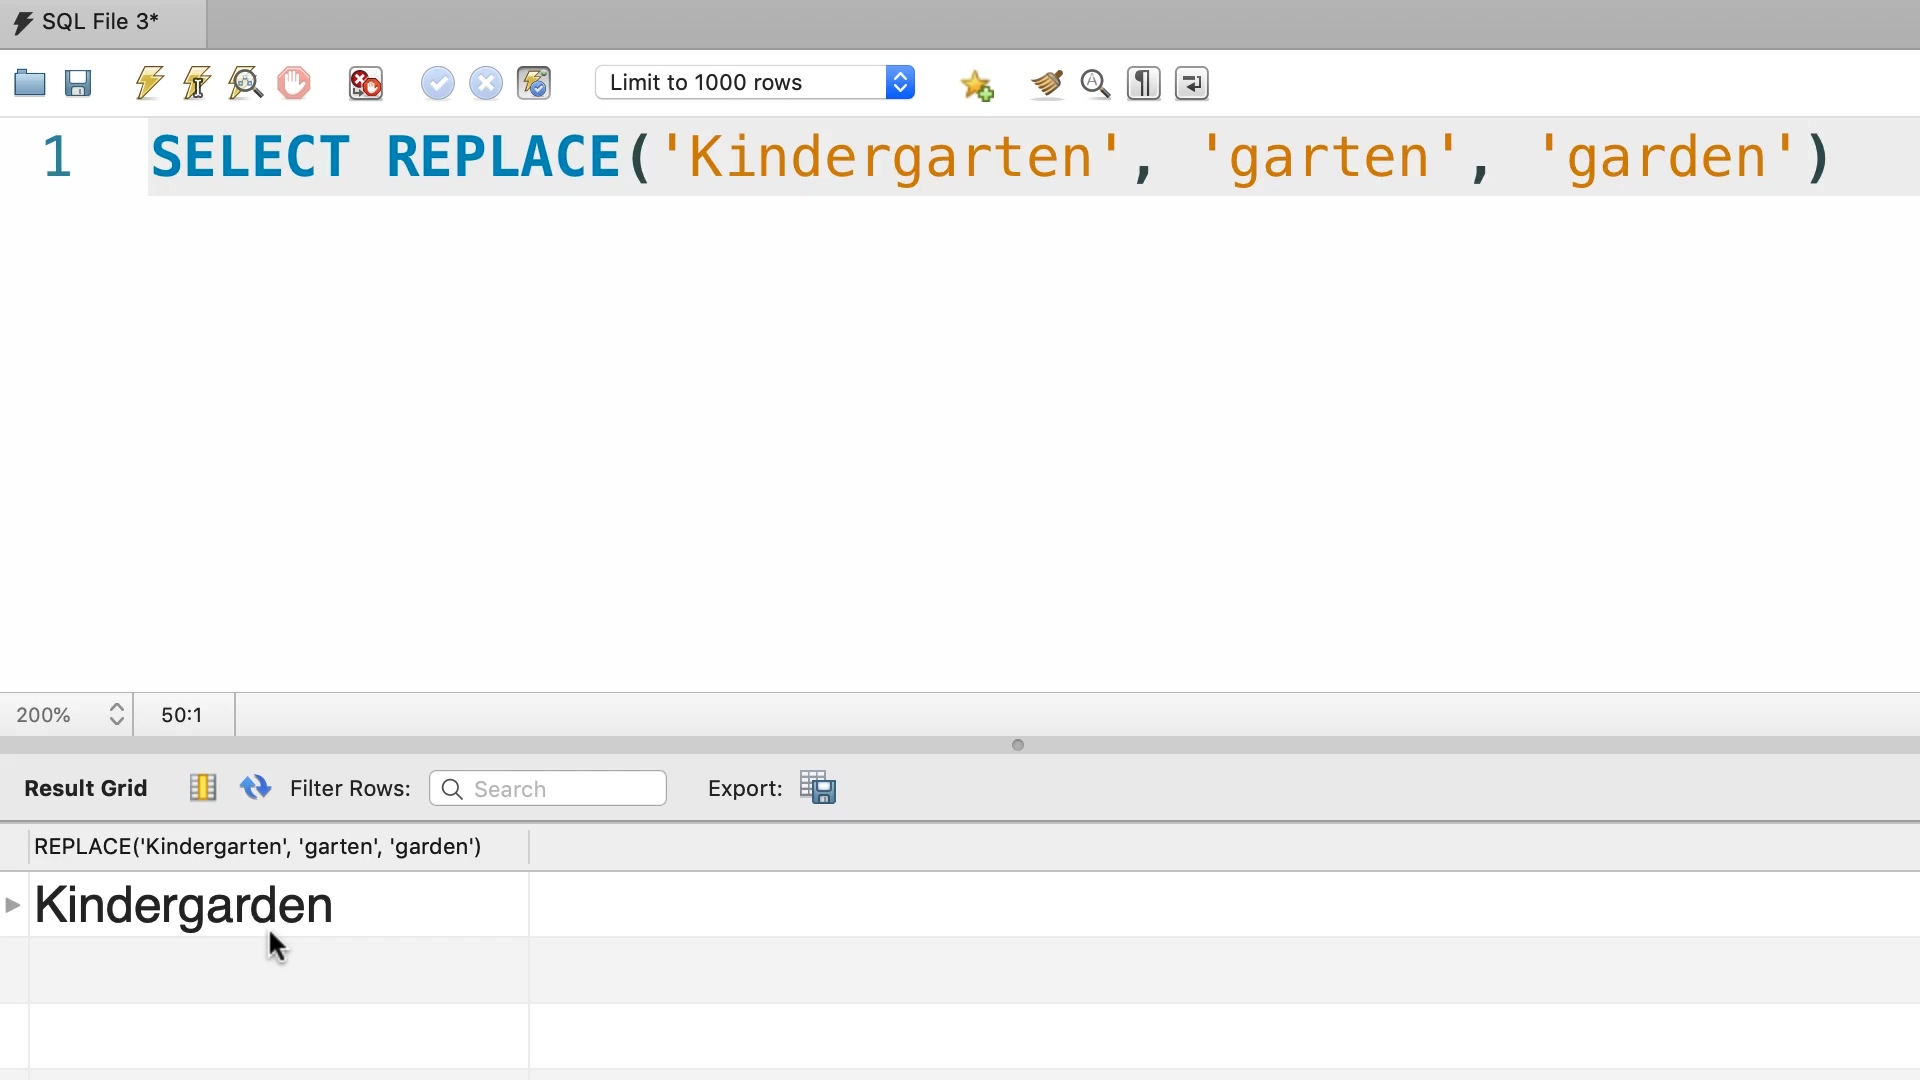 SQL File 3*
Limit to 1000 rows
1 SELECT REPLACE('Kindergarten', 'garten', 'garden')
200% 50:1
Result Grid Filter Rows: Search Export:
REPLACE('Kindergarten', 'garten', 'garden')
Kindergarden